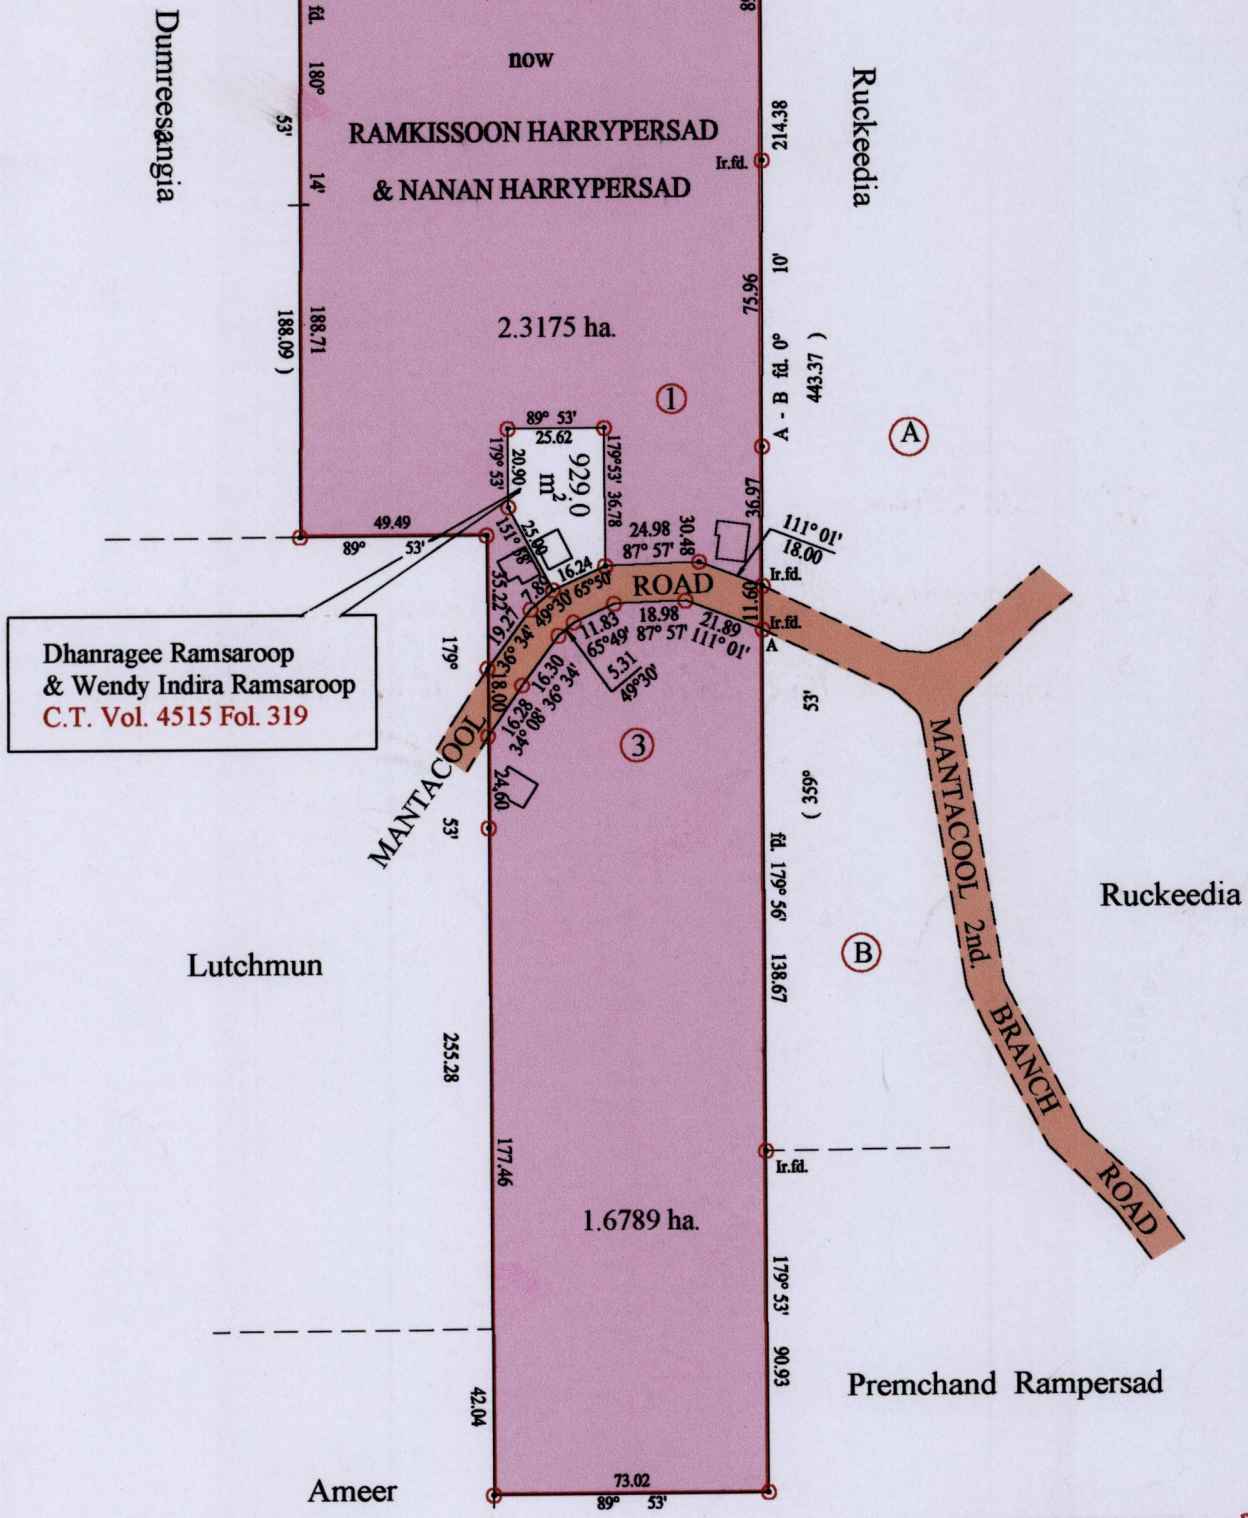 Dumreesangia
fd. 180° 14'
53'
188.71
188.09 )
now
RAMKISSOON HARRYPERSAD
& NANAN HARRYPERSAD
2.3175 ha.
1
Ruckeedia
214.38
Ir.fd.
10'
75.96
A - B fd. 0°
443.37 )
A
36.97
111° 01'
18.00
Ir.fd.
11.60
Ir.fd.
A
89° 53'
25.62
179° 53'
20.90
929.0
m²
179°53' 36.78
151° 58'
25.00
16.24
65°50'
24.98
87° 57'
30.48
49.49
89° 53'
35.22
7.89
49°30'
19.27
36° 34'
18.00
ROAD
11.83
65°49'
18.98
87° 57'
21.89
111° 01'
5.31
49°30'
16.30
36° 34'
16.28
34° 08'
24.60
MANTACOOL
Dhanragee Ramsaroop
& Wendy Indira Ramsaroop
C.T. Vol. 4515 Fol. 319
179°
53'
3
53'
( 359°
fd. 179° 56'
138.67
B
MANTACOOL 2nd.
BRANCH
ROAD
Ruckeedia
Lutchmun
255.28
177.46
Ir.fd.
1.6789 ha.
179° 53'
90.93
Premchand Rampersad
42.04
Ameer
73.02
89° 53'